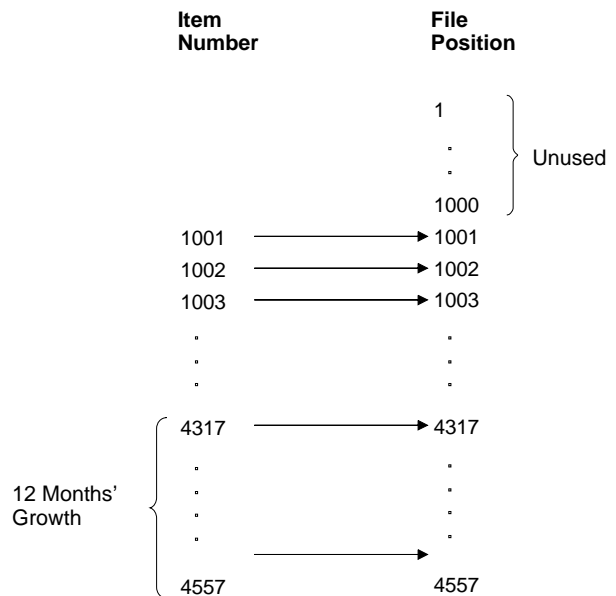 Item Number
File Position
1
Unused
1000
1001 1001
1002 1002
1003 1003
4317 4317
12 Months'
Growth
4557 4557